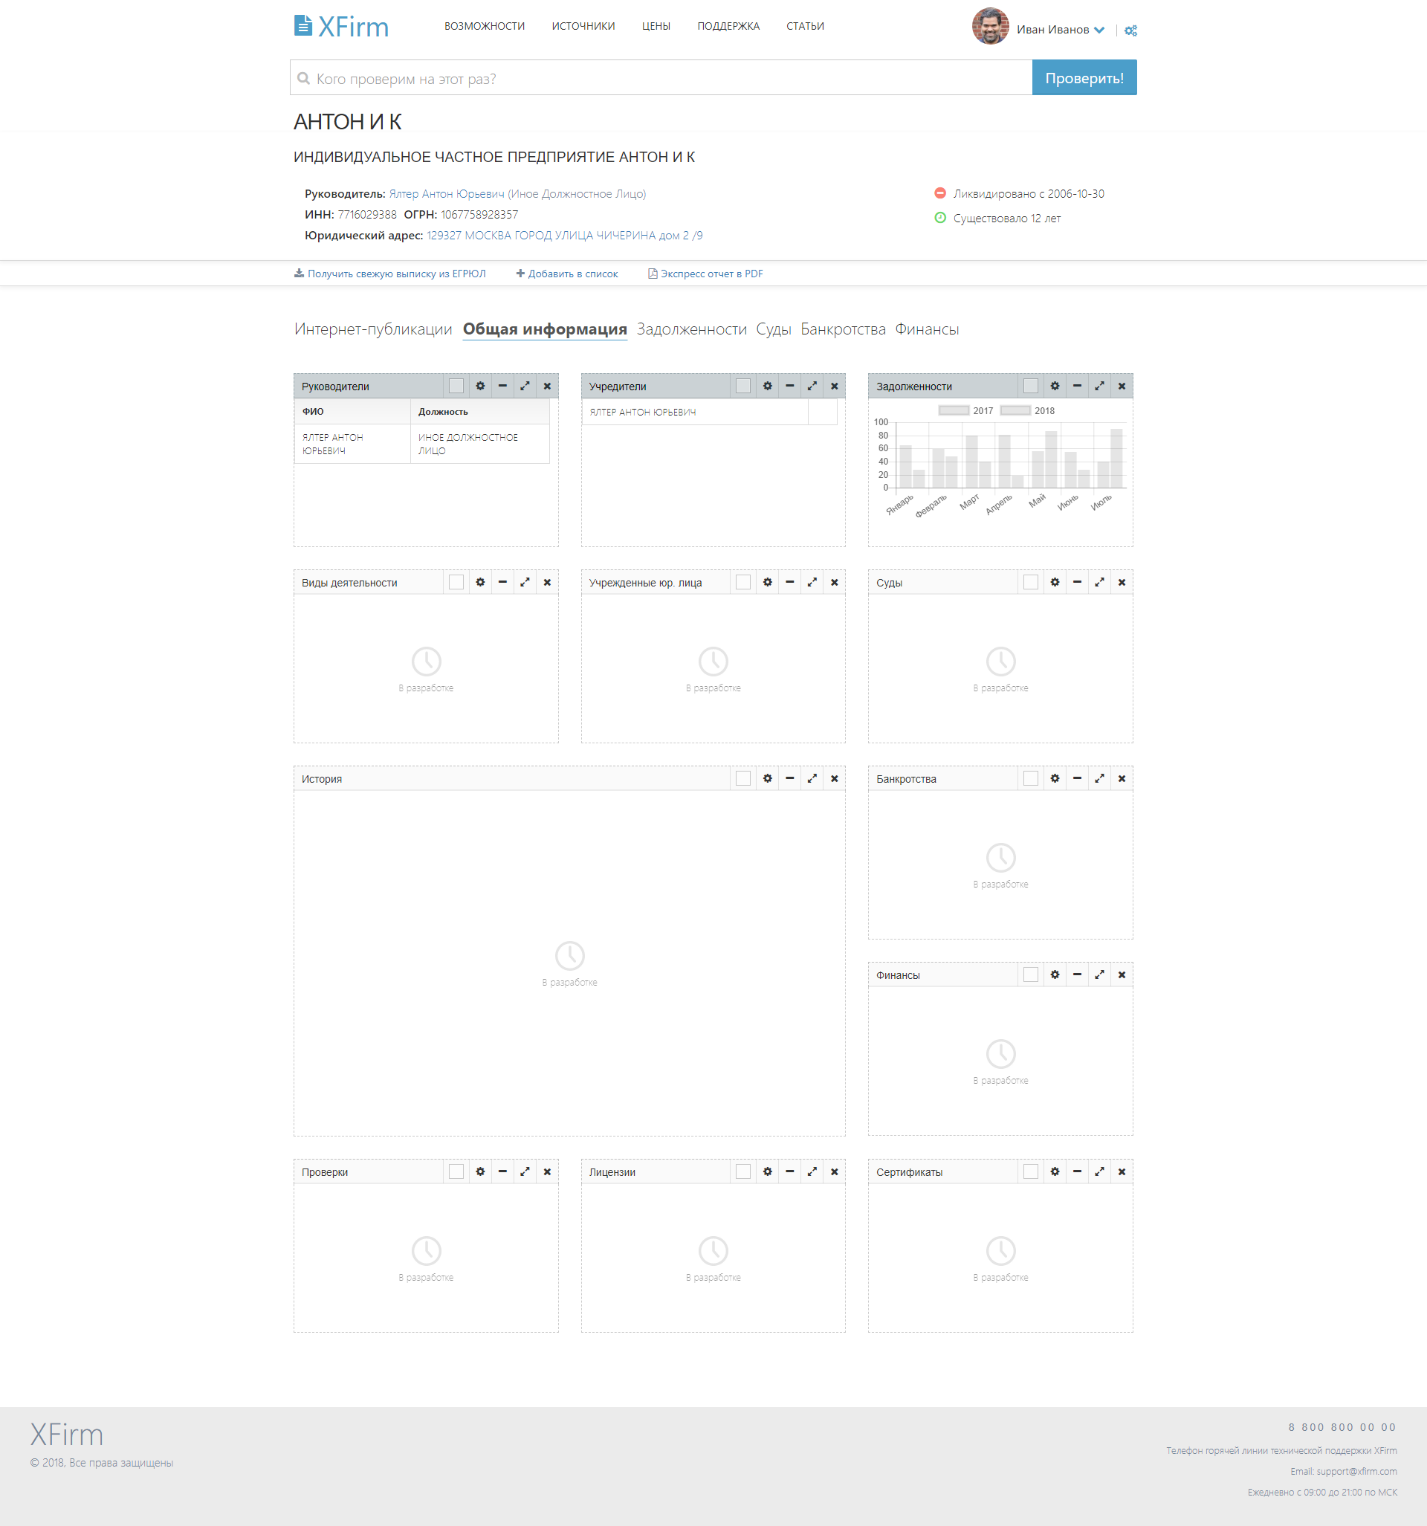 XFirm
ВОЗМОЖНОСТИ ИСТОЧНИКИ ЦЕНЫ ПОДДЕРЖКА СТАТЬИ
Иван Иванов
Кого проверим на этот раз?
Проверить!
АНТОН И К
ИНДИВИДУАЛЬНОЕ ЧАСТНОЕ ПРЕДПРИЯТИЕ АНТОН И К
Руководитель: Ялтер Антон Юрьевич (Иное Должностное Лицо)
ИНН: 7716029388 ОГРН: 1067758928357
Юридический адрес: 129327 МОСКВА ГОРОД УЛИЦА ЧИЧЕРИНА дом 2 /9
Ликвидировано с 2006-10-30
Существовало 12 лет
Получить свежую выписку из ЕГРЮЛ
Добавить в список
Экспресс отчет в PDF
Интернет-публикации Общая информация Задолженности Суды Банкротства Финансы
Руководители
ФИО Должность
ЯЛТЕР АНТОН ЮРЬЕВИЧ
ИНОЕ ДОЛЖНОСТНОЕ ЛИЦО
Учредители
ЯЛТЕР АНТОН ЮРЬЕВИЧ
Задолженности
2017 2018
100
80
60
40
20
0
Январь Февраль Март Апрель Май Июнь Июль
Виды деятельности
В разработке
Учрежденные юр. лица
В разработке
Суды
В разработке
История
В разработке
Банкротства
В разработке
Финансы
В разработке
Проверки
В разработке
Лицензии
В разработке
Сертификаты
В разработке
XFirm
© 2018. Все права защищены
8 800 800 00 00
Телефон горячей линии технической поддержки XFirm
Email: support@xfirm.com
Ежедневно с 09:00 до 21:00 по МСК